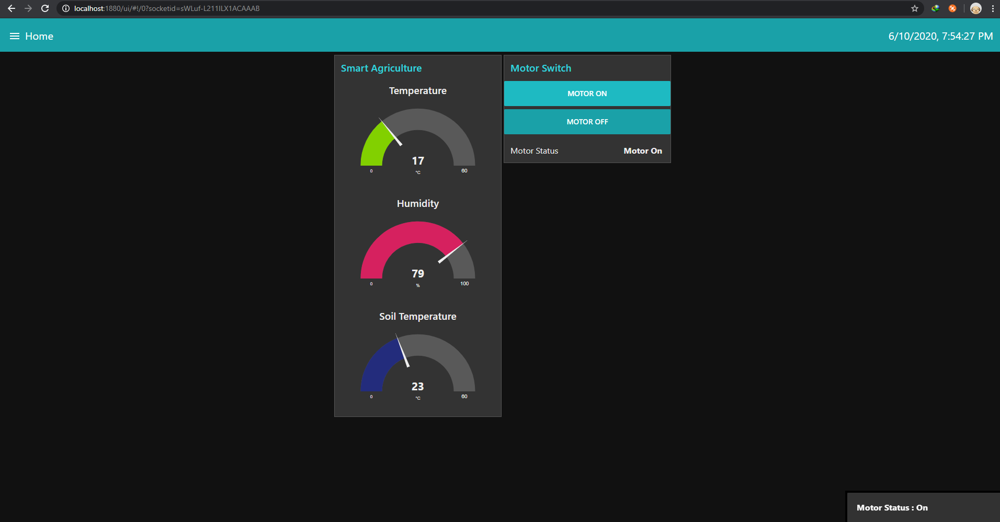 localhost:1880/ui/#!/0?socketid=sWLuf-L211ILX1ACAAAB
Home
6/10/2020, 7:54:27 PM
Smart Agriculture
Temperature
17
°C
0
60
Humidity
79
%
0
100
Soil Temperature
23
°C
0
60
Motor Switch
MOTOR ON
MOTOR OFF
Motor Status Motor On
Motor Status : On